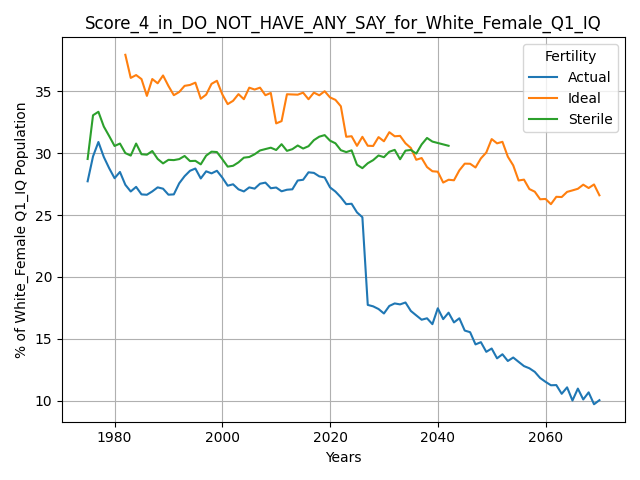 Score_4_in_DO_NOT_HAVE_ANY_SAY_for_White_Female_Q1_IQ
% of White_Female Q1_IQ Population
35
30
25
20
15
10
Fertility
Actual
Ideal
Sterile
1980
2000
2020
2040
2060
Years